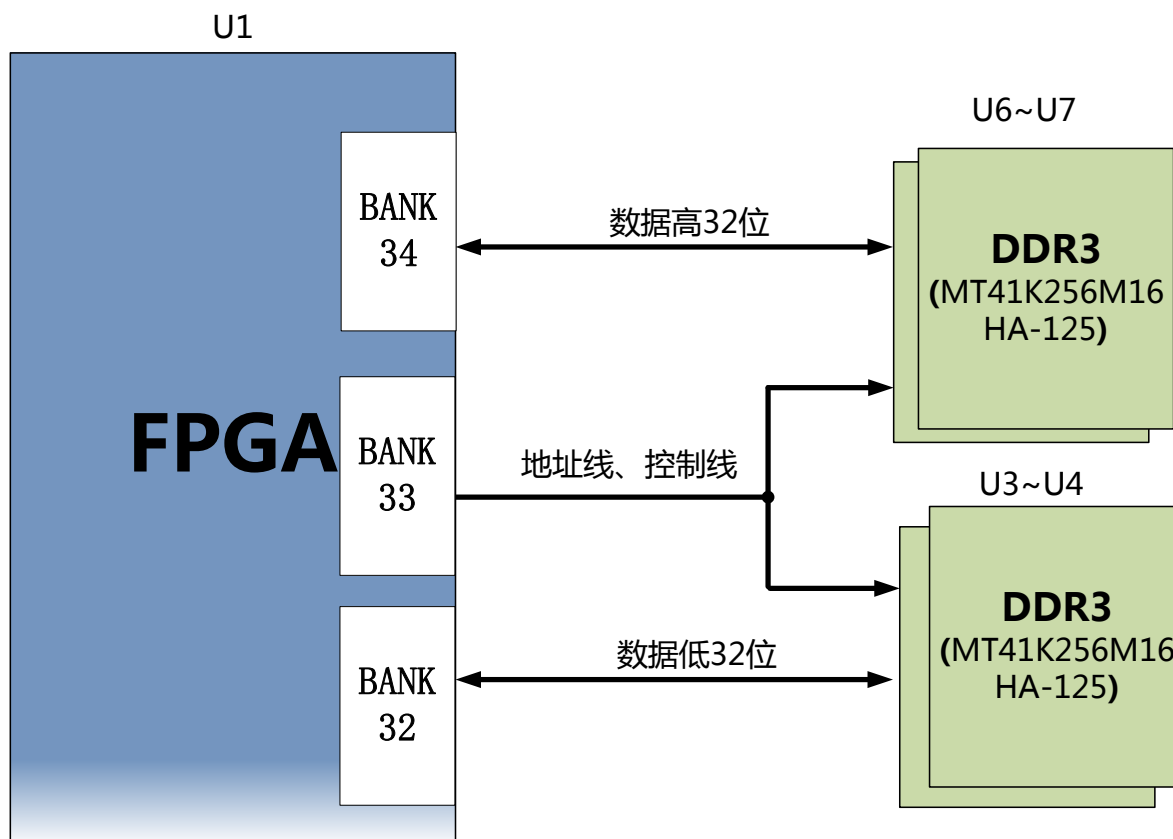 U1
FPGA
BANK
34
BANK
33
BANK
32
数据高32位
地址线、控制线
数据低32位
U6~U7
DDR3
(MT41K256M16
HA-125)
U3~U4
DDR3
(MT41K256M16
HA-125)